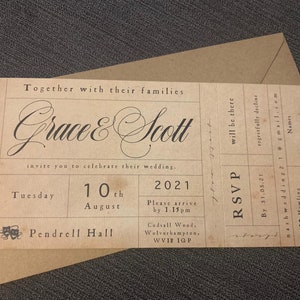 Together with their families
Grace & Scott
invite you to celebrate their wedding.
Tuesday
10th
August
2021
Please arrive
by 1.15pm
Pendrell Hall
Codsall Wood,
Wolverhampton,
WV8 1QP
RSVP
By 31.05.21
will be there
regretfully decline